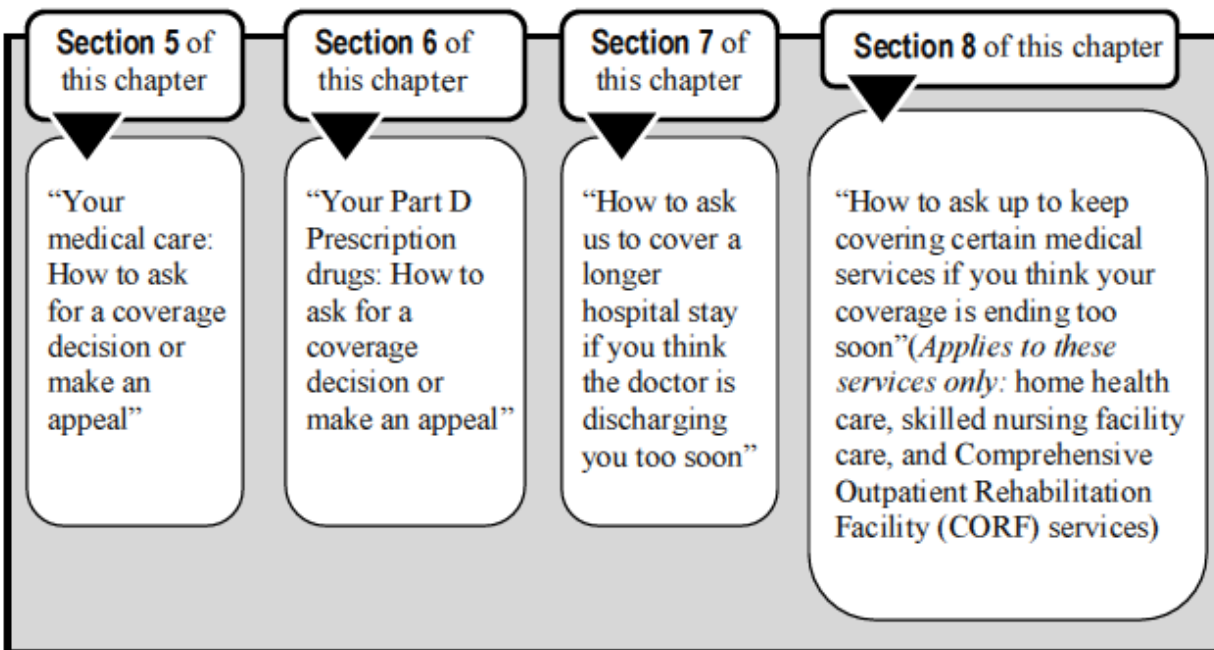 Section 5 of
this chapter
“Your
medical care:
How to ask
for a coverage
decision or
make an
appeal”
Section 6 of
this chapter
“Your Part D
Prescription
drugs: How to
ask for a
coverage
decision or
make an appeal”
Section 7 of
this chapter
“How to ask
us to cover a
longer
hospital stay
if you think
the doctor is
discharging
you too soon”
Section 8 of this chapter
“How to ask up to keep
covering certain medical
services if you think your
coverage is ending too
soon”(Applies to these
services only: home health
care, skilled nursing facility
care, and Comprehensive
Outpatient Rehabilitation
Facility (CORF) services)